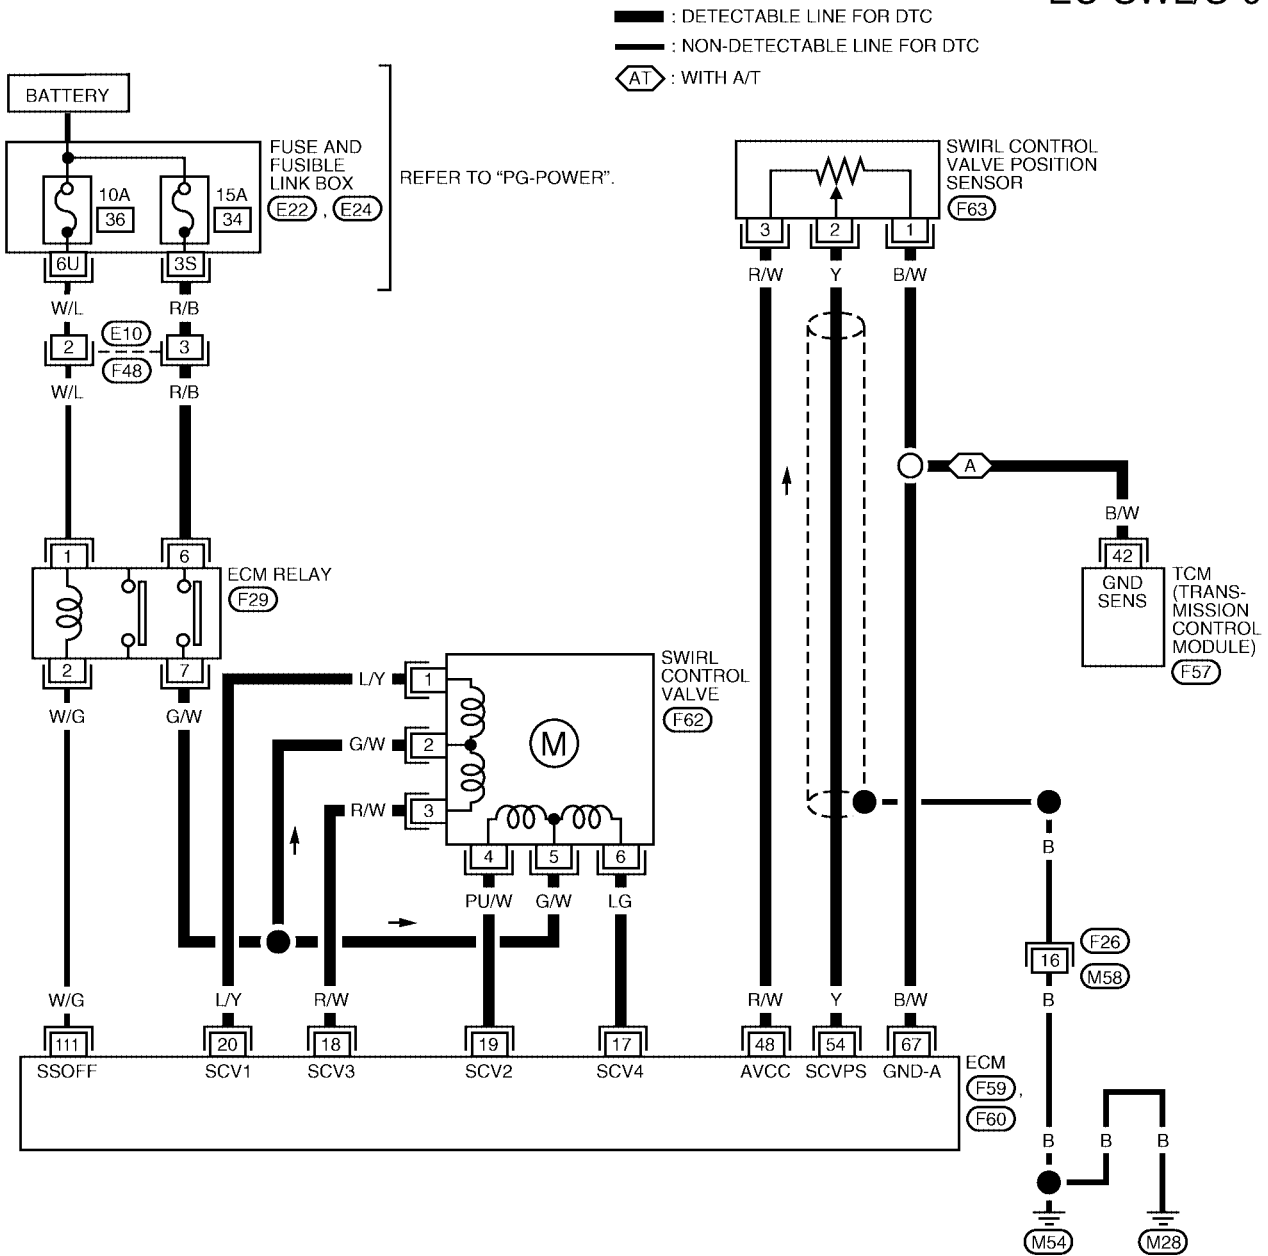 : DETECTABLE LINE FOR DTC
: NON-DETECTABLE LINE FOR DTC
AT : WITH A/T
BATTERY
FUSE AND
FUSIBLE
LINK BOX
E22 , E24
REFER TO "PG-POWER".
10A
36
15A
34
6U
3S
W/L
R/B
2
E10
3
F48
W/L
R/B
1
6
ECM RELAY
F29
2
7
W/G
G/W
SWIRL CONTROL
VALVE POSITION
SENSOR
F63
3
2
1
R/W
Y
B/W
A
B/W
42
GND
SENS
TCM
(TRANS-
MISSION
CONTROL
MODULE)
F57
L/Y
1
G/W
2
R/W
3
M
SWIRL
CONTROL
VALVE
F62
4
5
6
PU/W
G/W
LG
B
F26
16
M58
B
W/G
L/Y
R/W
R/W
Y
B/W
111
20
18
19
17
48
54
67
SSOFF
SCV1
SCV3
SCV2
SCV4
AVCC
SCVPS
GND-A
ECM
F59 ,
F60
B
B
B
M54
M28